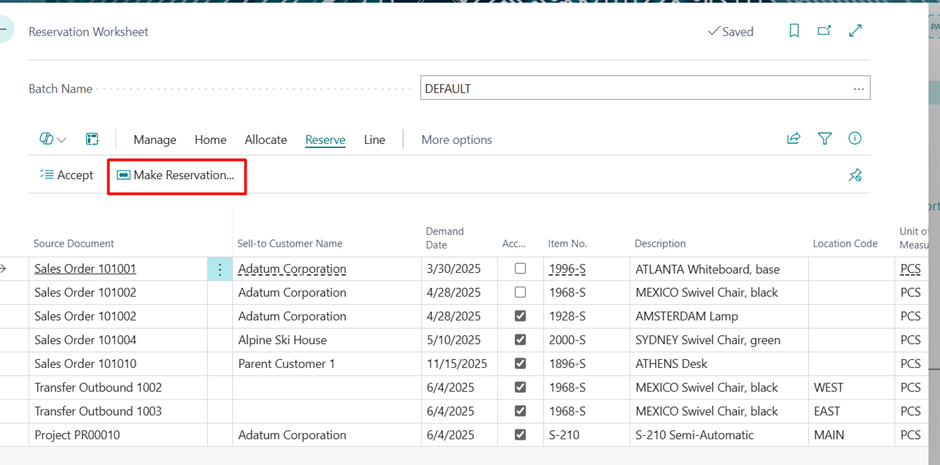 Reservation Worksheet
Saved
Batch Name
DEFAULT
Manage Home Allocate Reserve Line More options
Accept Make Reservation...
Source Document Sell-to Customer Name Demand Date Acc... Item No. Description Location Code Unit of Measu
Sales Order 101001 Adatum Corporation 3/30/2025 1996-S ATLANTA Whiteboard, base PCS
Sales Order 101002 Adatum Corporation 4/28/2025 1968-S MEXICO Swivel Chair, black PCS
Sales Order 101002 Adatum Corporation 4/28/2025 1928-S AMSTERDAM Lamp PCS
Sales Order 101004 Alpine Ski House 5/10/2025 2000-S SYDNEY Swivel Chair, green PCS
Sales Order 101010 Parent Customer 1 11/15/2025 1896-S ATHENS Desk PCS
Transfer Outbound 1002 6/4/2025 1968-S MEXICO Swivel Chair, black WEST PCS
Transfer Outbound 1003 6/4/2025 1968-S MEXICO Swivel Chair, black EAST PCS
Project PR00010 Adatum Corporation 6/4/2025 S-210 S-210 Semi-Automatic MAIN PCS